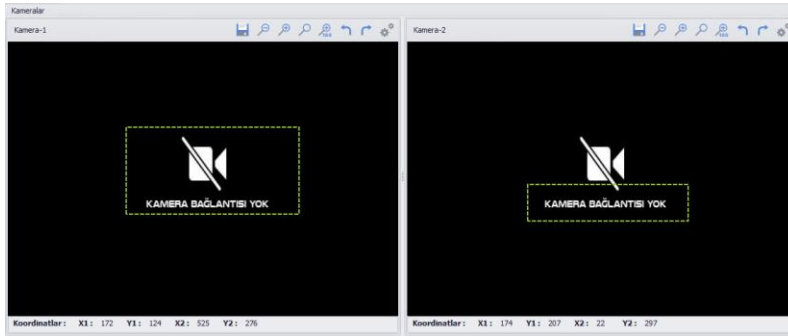 Kameralar
Kamera-1
Kamera-2
KAMERA BAĞLANTISI YOK
KAMERA BAĞLANTISI YOK
Koordinatlar: X1: 172 Y1: 124 X2: 525 Y2: 276
Koordinatlar: X1: 174 Y1: 207 X2: 22 Y2: 297